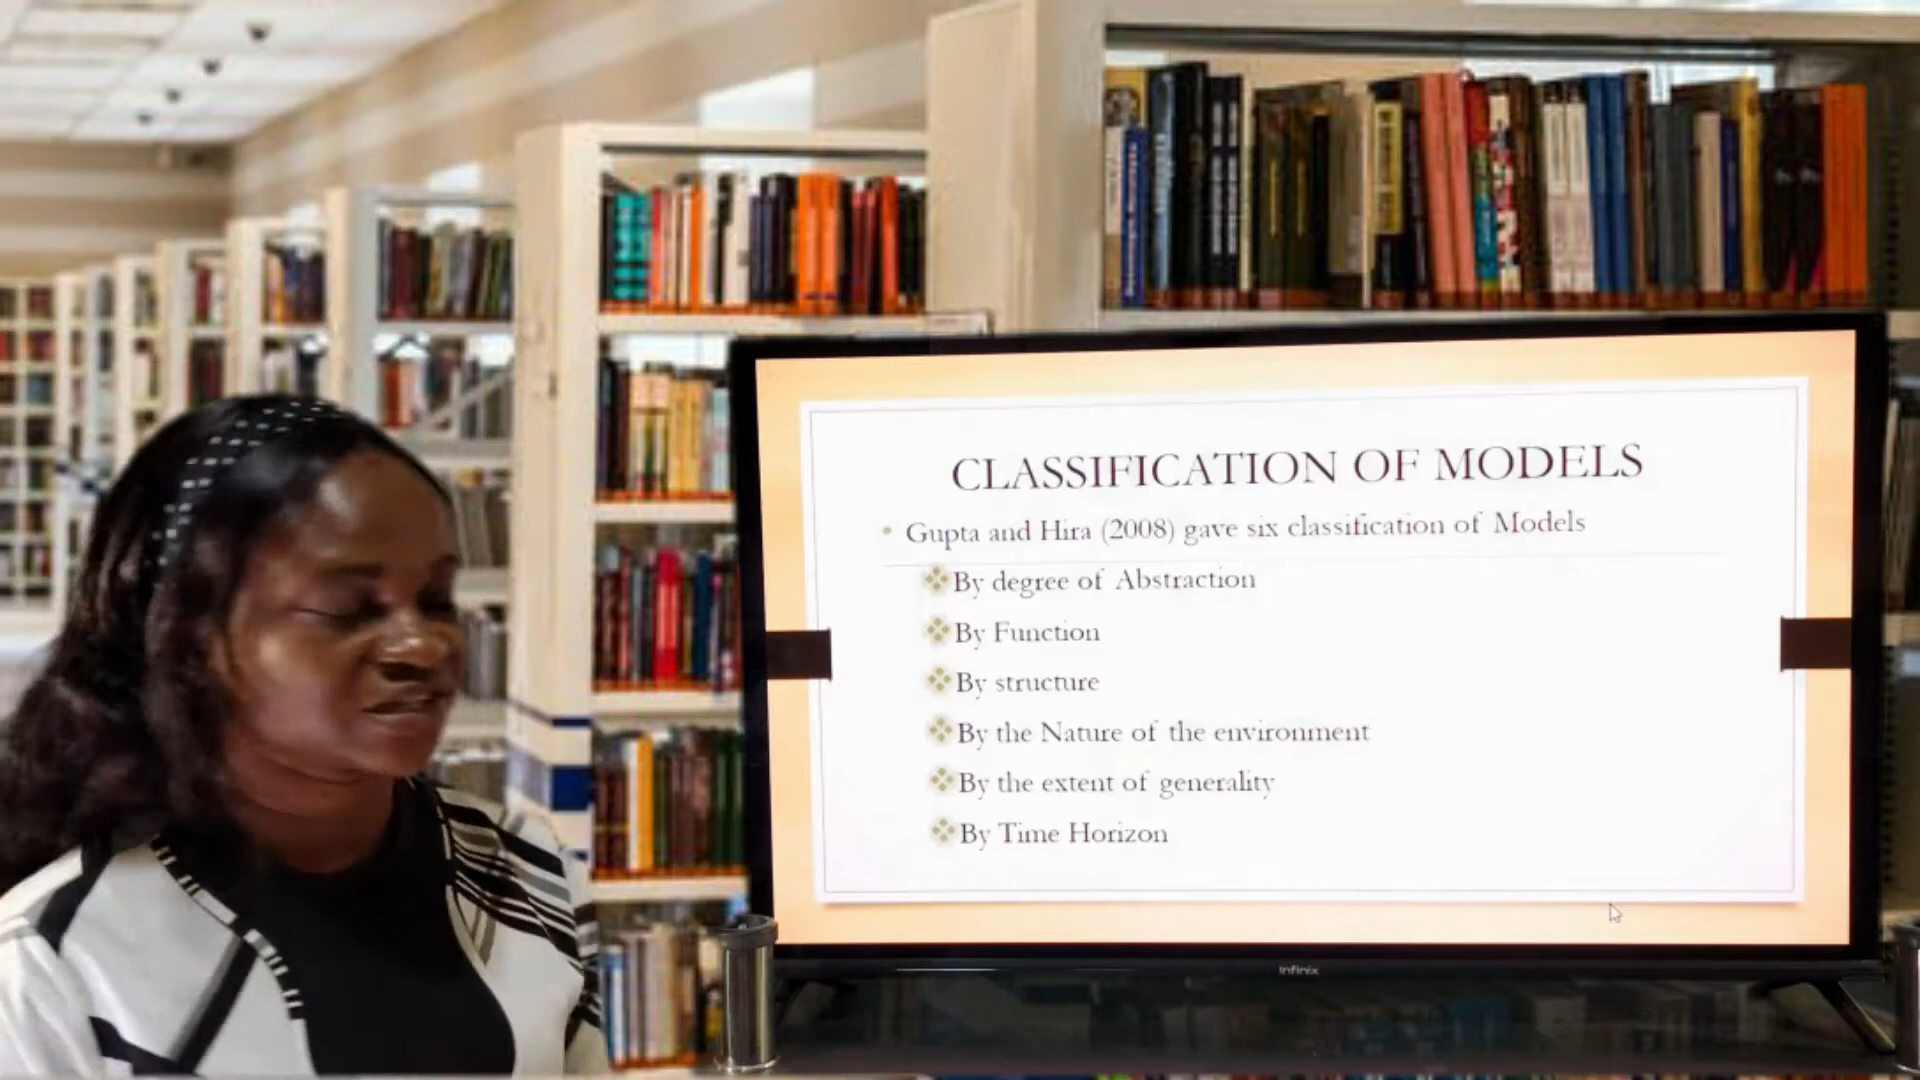 CLASSIFICATION OF MODELS
• Gupta and Hira (2008) gave six classification of Models
❖By degree of Abstraction
❖By Function
❖By structure
❖By the Nature of the environment
❖By the extent of generality
❖By Time Horizon
Infinix